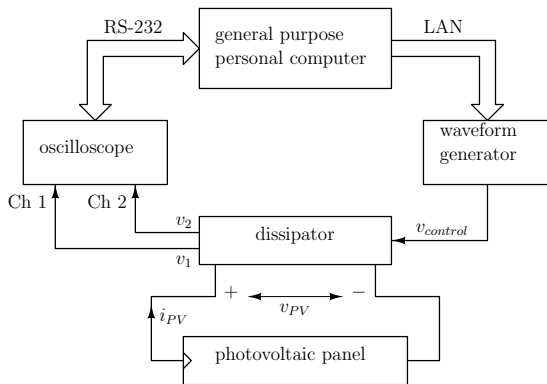 RS-232
general purpose
personal computer
LAN
oscilloscope
waveform
generator
Ch 1
Ch 2
v2
v1
dissipator
vcontrol
+
vPV
−
iPV
photovoltaic panel